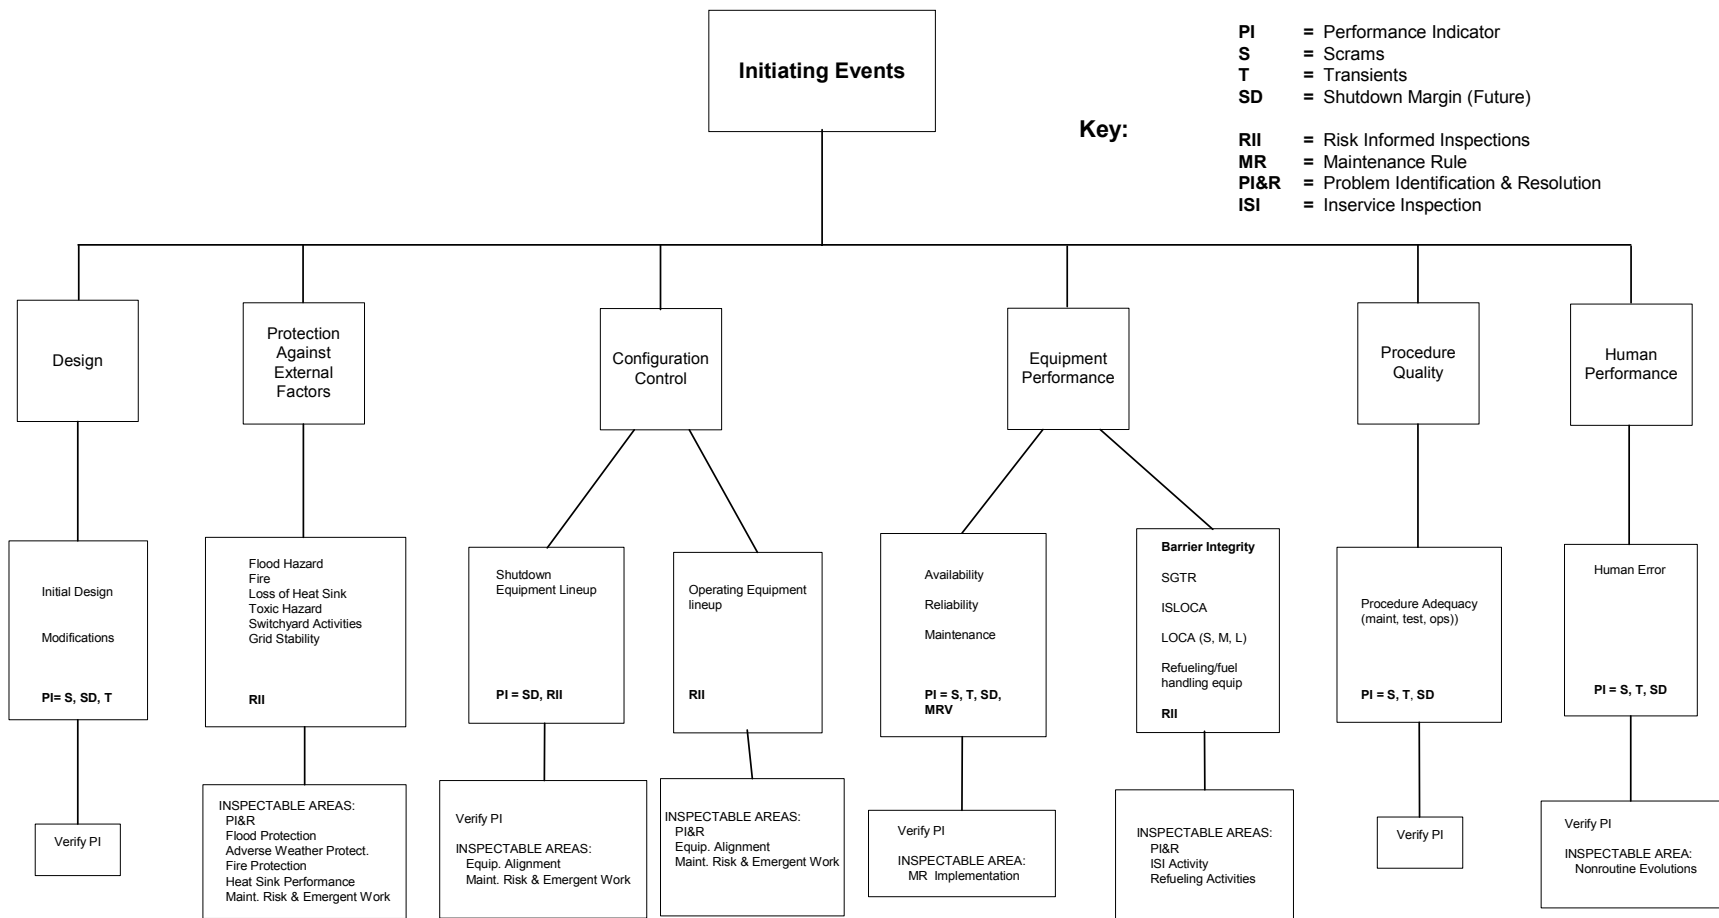 Initiating Events
Key:
PI = Performance Indicator
S = Scrams
T = Transients
SD = Shutdown Margin (Future)
RII = Risk Informed Inspections
MR = Maintenance Rule
PI&R = Problem Identification & Resolution
ISI = Inservice Inspection
Design
Protection
Against
External
Factors
Configuration
Control
Equipment
Performance
Procedure
Quality
Human
Performance
Initial Design
Modifications
PI= S, SD, T
Flood Hazard
Fire
Loss of Heat Sink
Toxic Hazard
Switchyard Activities
Grid Stability
RII
Shutdown
Equipment Lineup
PI = SD, RII
Operating Equipment
lineup
RII
Availability
Reliability
Maintenance
PI = S, T, SD,
MRV
Barrier Integrity
SGTR
ISLOCA
LOCA (S, M, L)
Refueling/fuel
handling equip
RII
Procedure Adequacy
(maint, test, ops))
PI = S, T, SD
Human Error
PI = S, T, SD
Verify PI
INSPECTABLE AREAS:
PI&R
Flood Protection
Adverse Weather Protect.
Fire Protection
Heat Sink Performance
Maint. Risk & Emergent Work
Verify PI
INSPECTABLE AREAS:
Equip. Alignment
Maint. Risk & Emergent Work
INSPECTABLE AREAS:
PI&R
Equip. Alignment
Maint. Risk & Emergent Work
Verify PI
INSPECTABLE AREA:
MR Implementation
INSPECTABLE AREAS:
PI&R
ISI Activity
Refueling Activities
Verify PI
Verify PI
INSPECTABLE AREA:
Nonroutine Evolutions